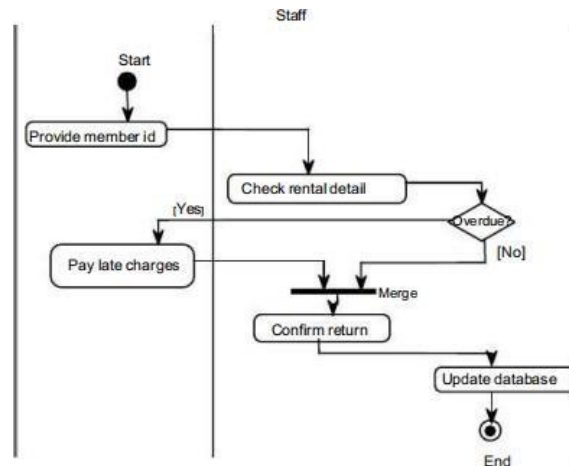 Staff
Start
Provide member id
Check rental detail
[Yes]
Overdue?
[No]
Pay late charges
Merge
Confirm return
Update database
End